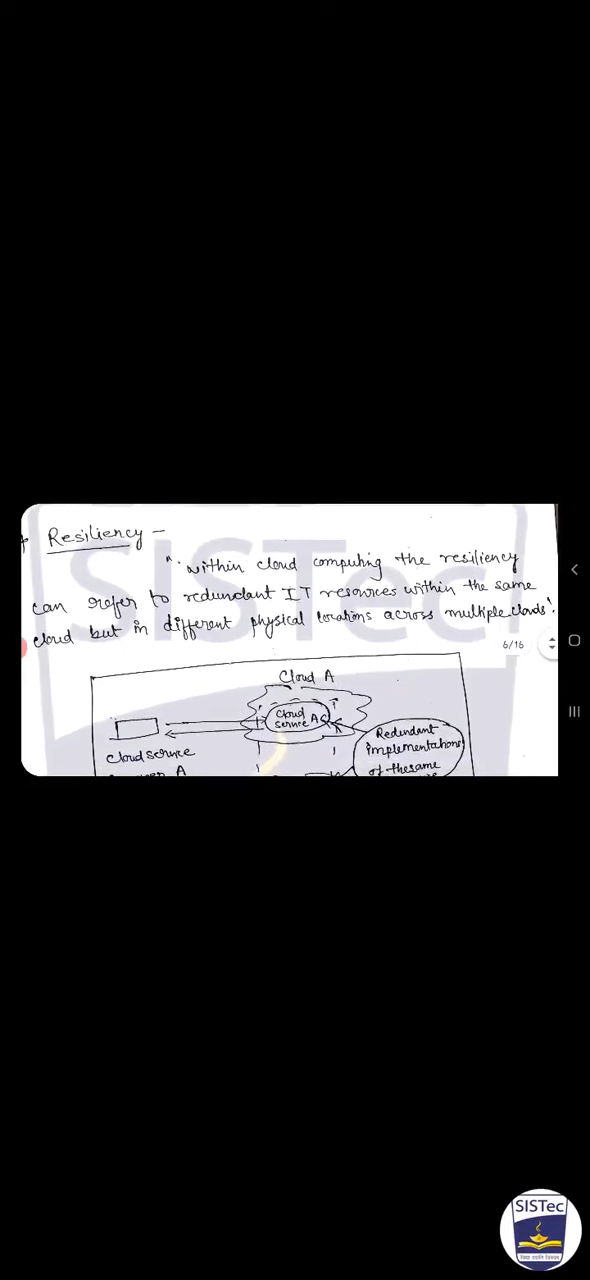 Resiliency -
"within cloud computing the resiliency
can refer to redundant IT resources within the same
cloud but in different physical locations across multiple clouds'.
6/16
Cloud A
Cloud
service A
Redundant
implementations
of the same
Cloud service
A
SISTec
SISTec